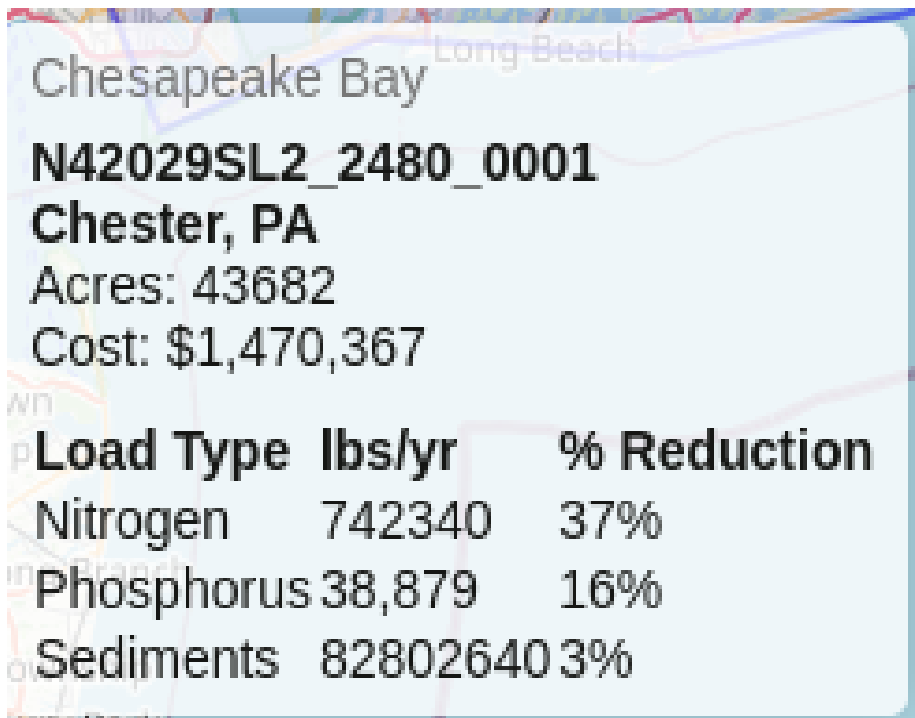 Long Beach
Chesapeake Bay
N42029SL2_2480_0001
Chester, PA
Acres: 43682
Cost: $1,470,367
wn
Load Type lbs/yr % Reduction
Nitrogen 742340 37%
Phosphorus 38,879 16%
Sediments 82802640 3%